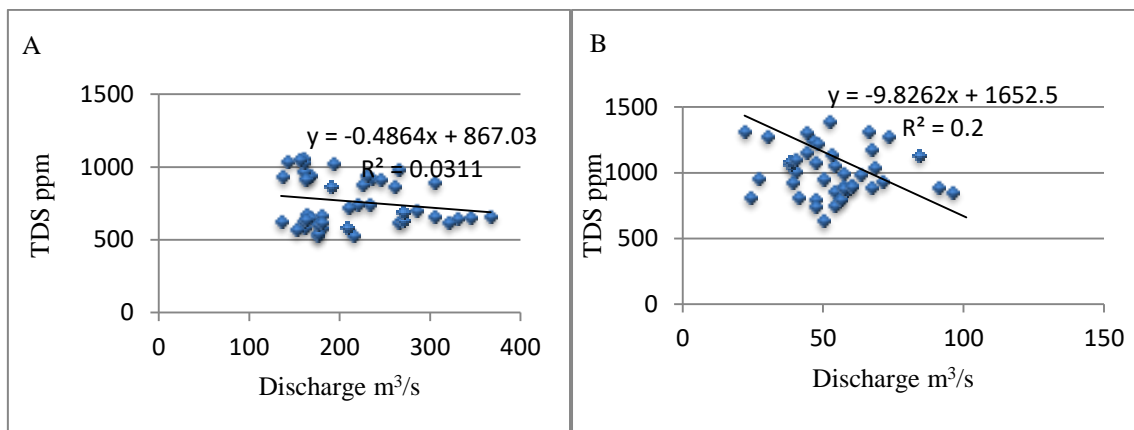 A
1500
1000
500
0
TDS ppm
y = -0.4864x + 867.03
R² = 0.0311
0 100 200 300 400
Discharge m³/s
B
1500
1000
500
0
TDS ppm
y = -9.8262x + 1652.5
R² = 0.2
0 50 100 150
Discharge m³/s